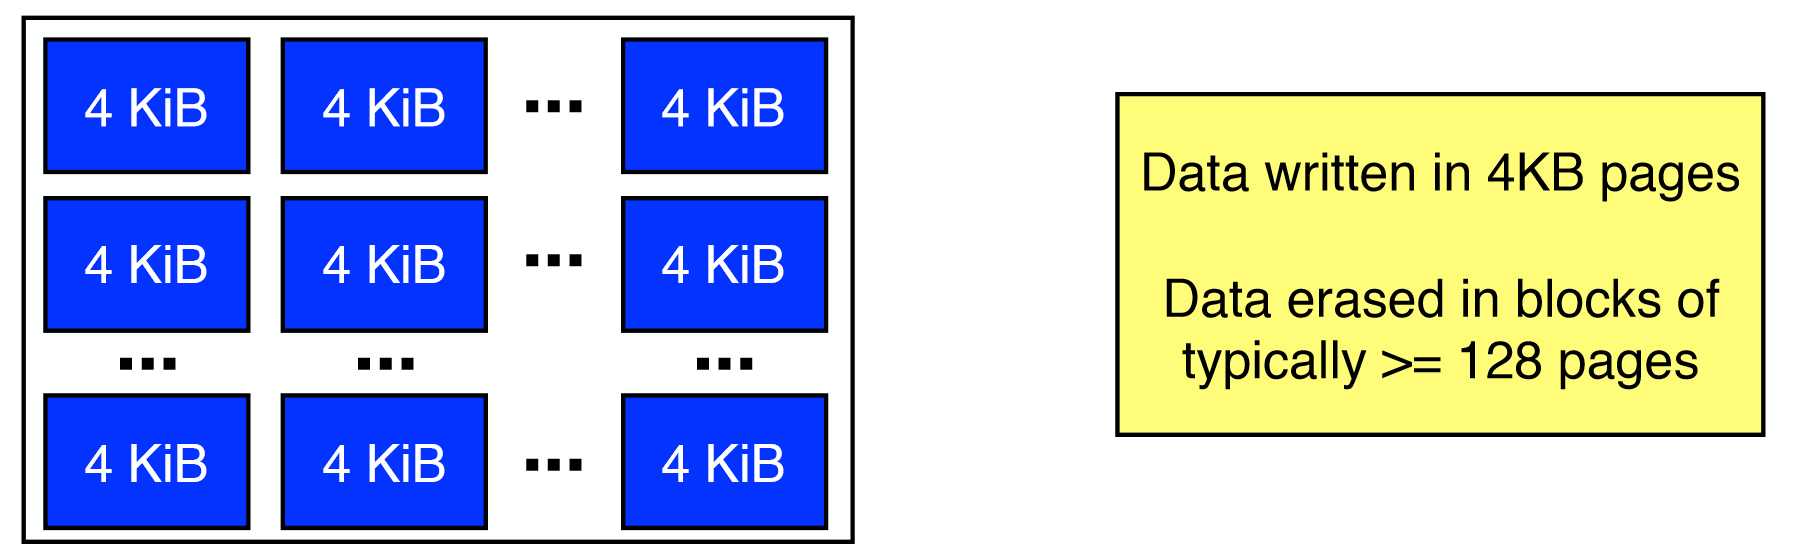 4 KiB 4 KiB ... 4 KiB
4 KiB 4 KiB ... 4 KiB
... ... ...
4 KiB 4 KiB ... 4 KiB
Data written in 4KB pages
Data erased in blocks of
typically >= 128 pages